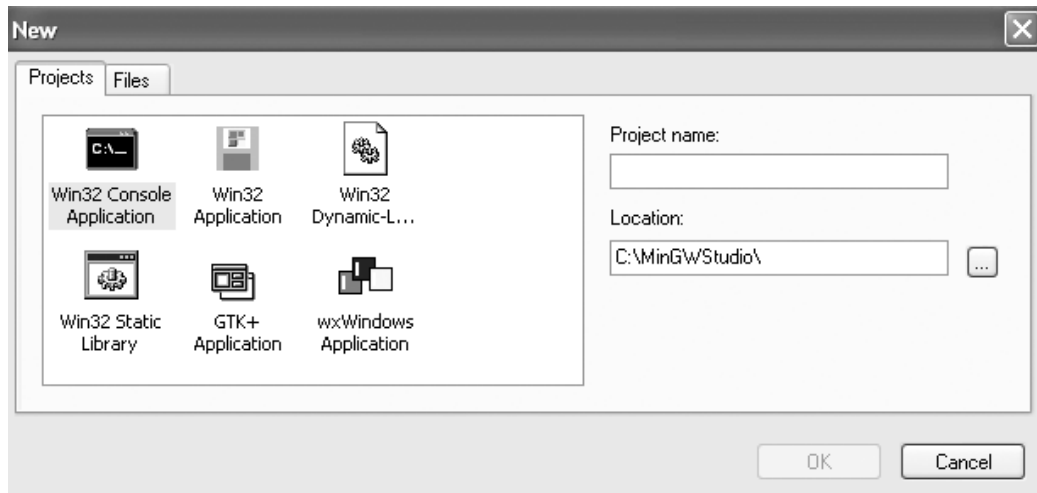 New
Projects Files
C:\_
Win32 Console
Application
Win32
Application
Win32
Dynamic-L...
Win32 Static
Library
GTK+
Application
wxWindows
Application
Project name:
Location:
C:\MinGWStudio\
...
OK Cancel